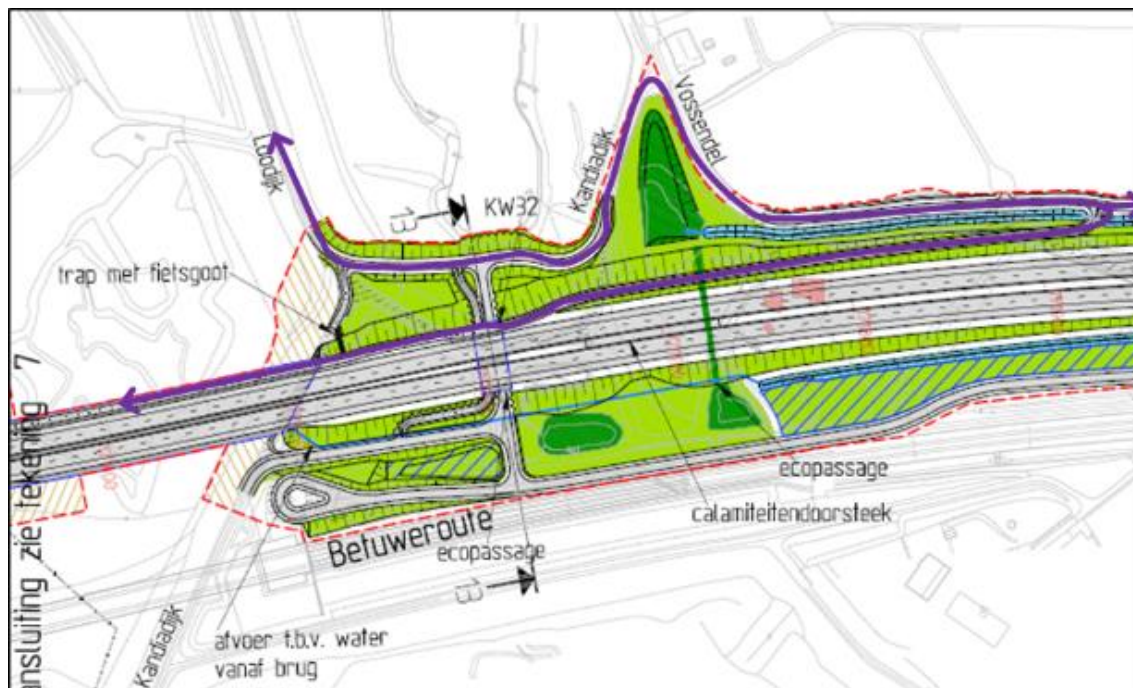 Loodijk
13
KW32
Kandiadijk
Vossendel
trap met fietsgoot
ansluiting zie tekening 7
ecopassage
calamiteitendoorsteek
Betuweroute
ecopassage
13
Kandiadijk
afvoer t.b.v. water
vanaf brug